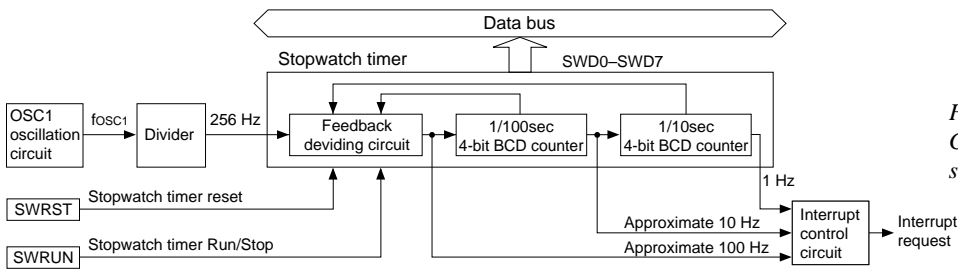 Data bus
Stopwatch timer
SWD0–SWD7
OSC1
oscillation
circuit
fOSC1
Divider
256 Hz
Feedback
deviding circuit
1/100sec
4-bit BCD counter
1/10sec
4-bit BCD counter
1 Hz
SWRST
Stopwatch timer reset
SWRUN
Stopwatch timer Run/Stop
Approximate 10 Hz
Approximate 100 Hz
Interrupt
control
circuit
Interrupt
request